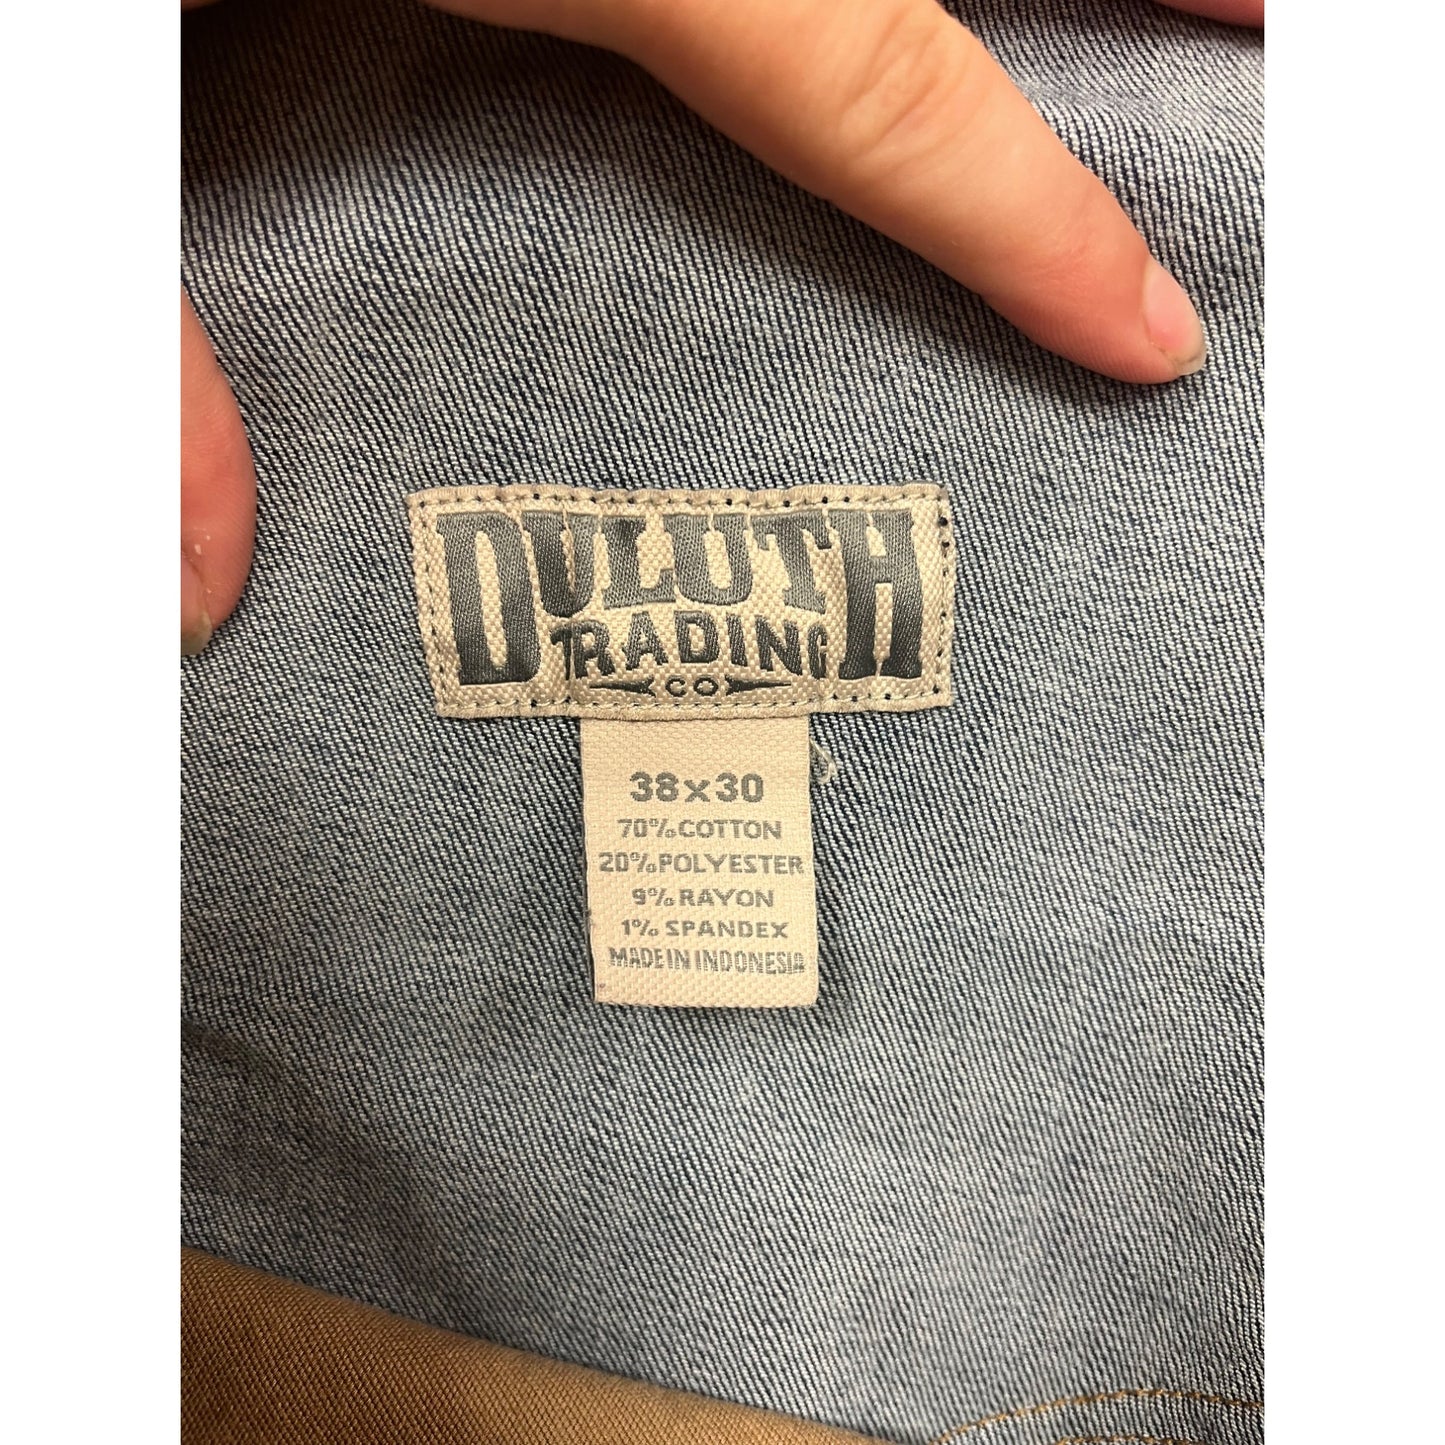 DULUTH
TRADING
CO
38x30
70% COTTON
20% POLYESTER
9% RAYON
1% SPANDEX
MADE IN INDONESIA